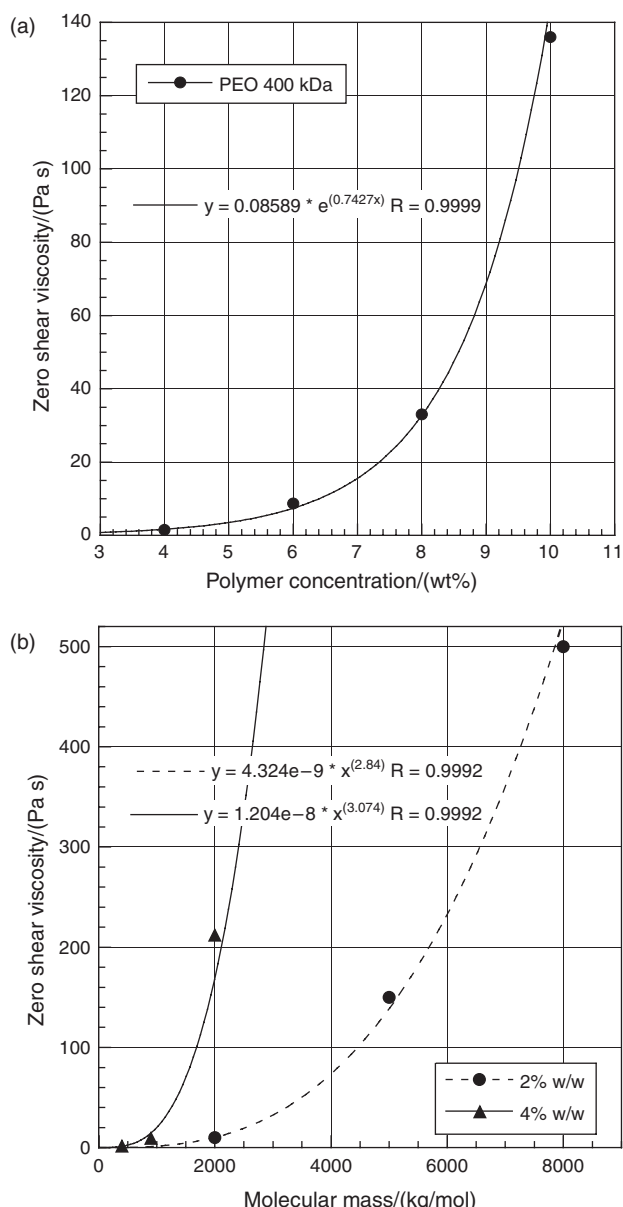 (a)
140
120
100
80
60
40
20
0
Zero shear viscosity/(Pa s)
PEO 400 kDa
y = 0.08589 * e(0.7427x) R = 0.9999
3 4 5 6 7 8 9 10 11
Polymer concentration/(wt%)
(b)
500
400
300
200
100
0
Zero shear viscosity/(Pa s)
y = 4.324e−9 * x(2.84) R = 0.9992
y = 1.204e−8 * x(3.074) R = 0.9992
2% w/w
4% w/w
0 2000 4000 6000 8000
Molecular mass/(kg/mol)